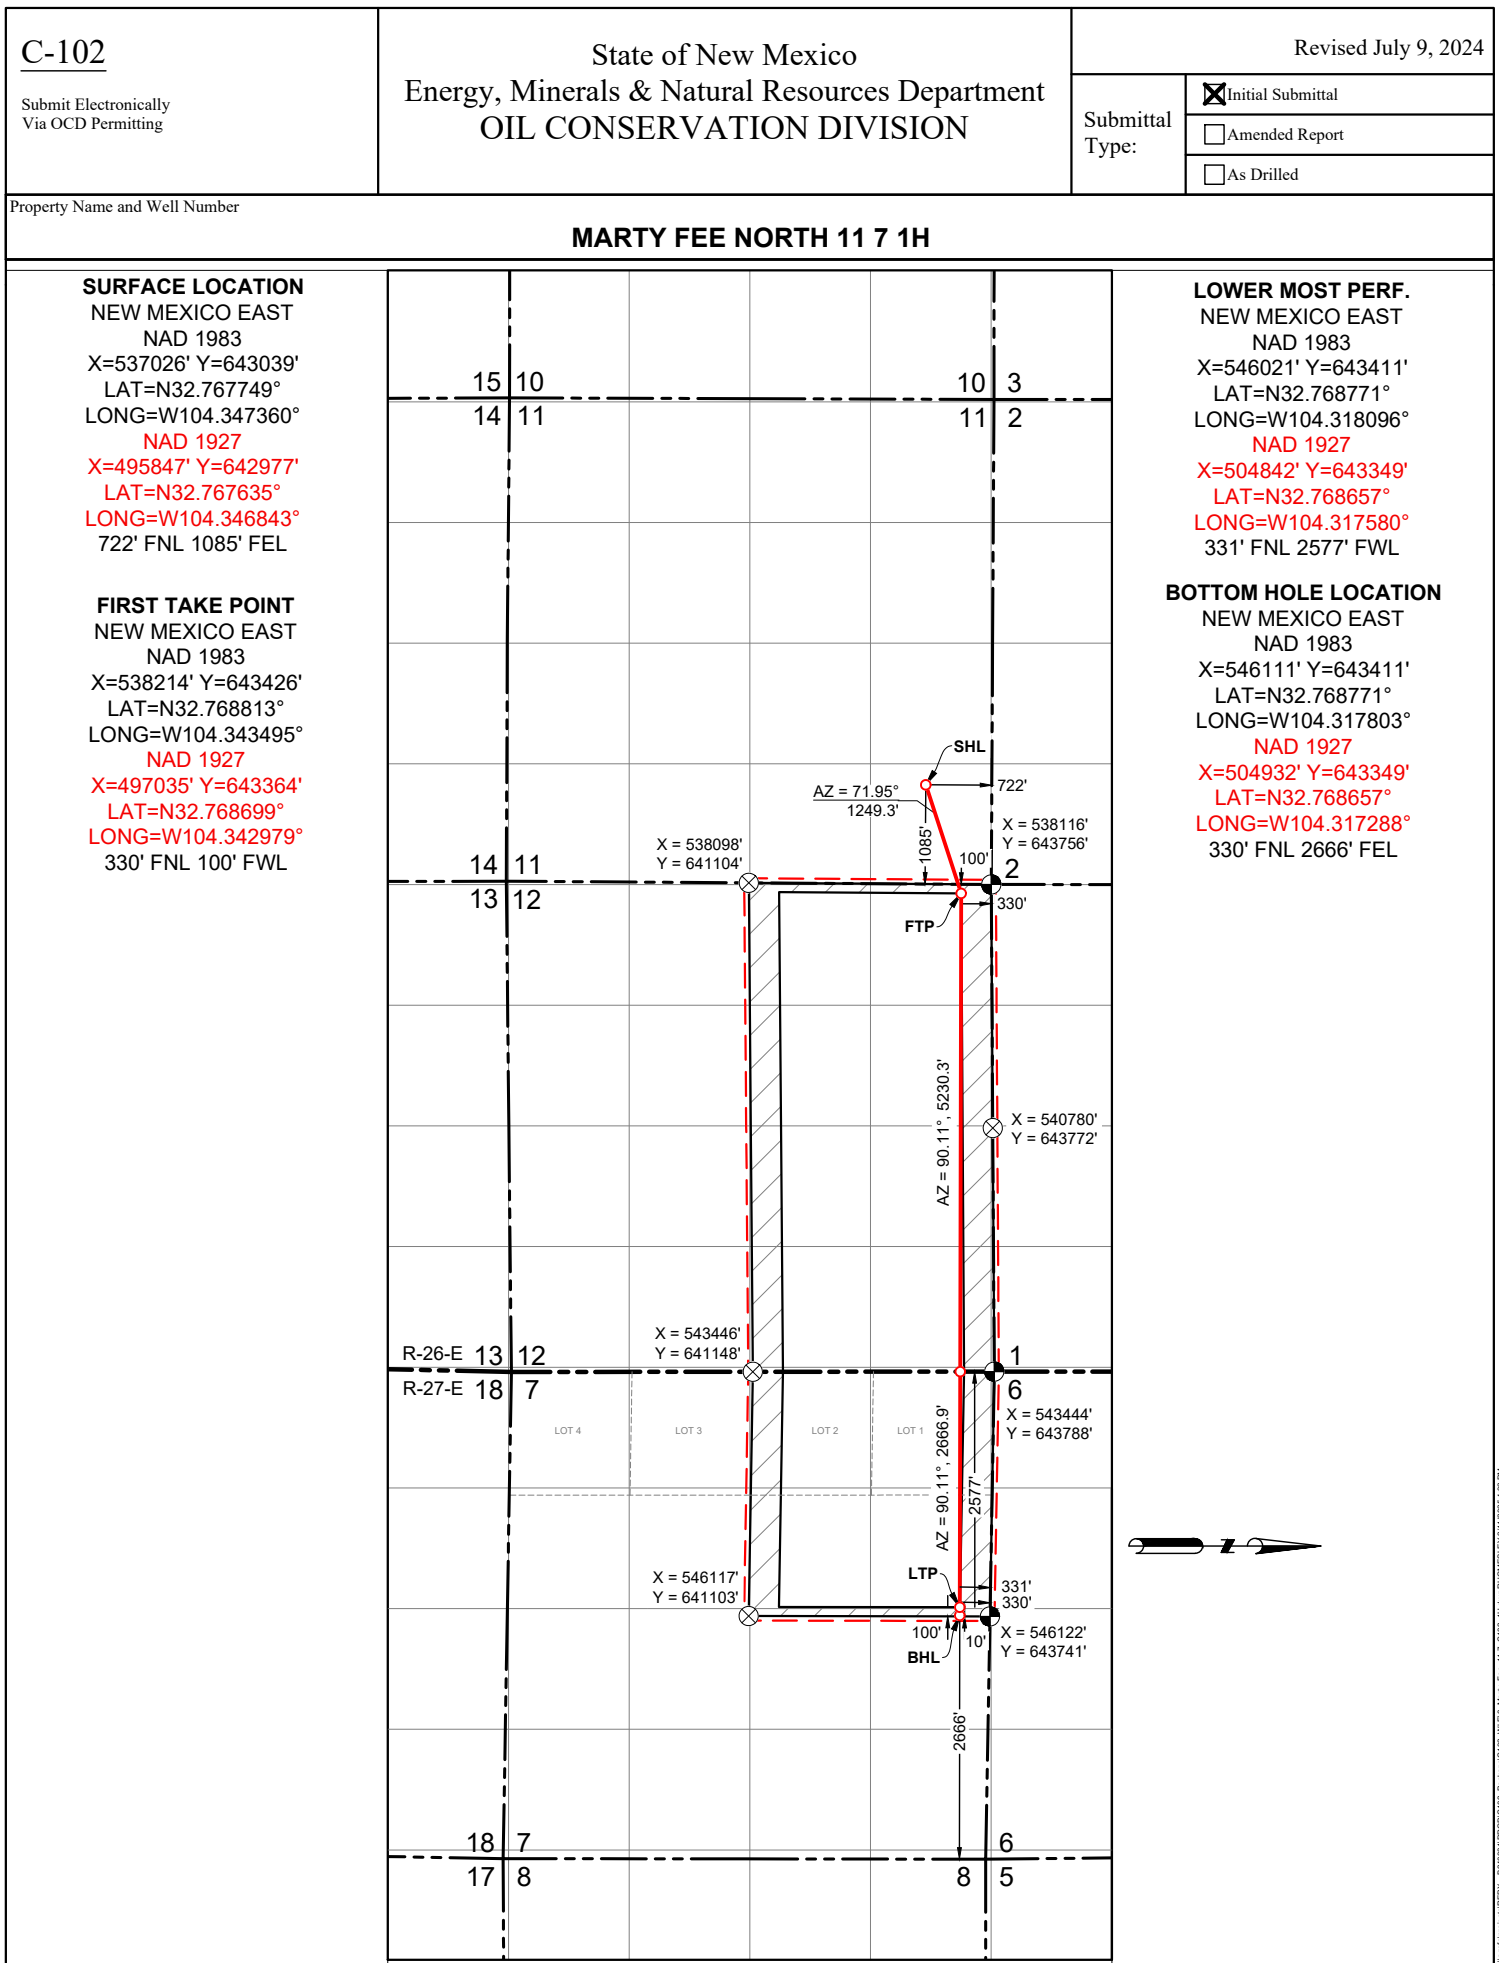 C-102
Submit Electronically
Via OCD Permitting
State of New Mexico
Energy, Minerals & Natural Resources Department
OIL CONSERVATION DIVISION
Revised July 9, 2024
Submittal
Type:
Initial Submittal
Amended Report
As Drilled
Property Name and Well Number
MARTY FEE NORTH 11 7 1H
SURFACE LOCATION
NEW MEXICO EAST
NAD 1983
X=537026' Y=643039'
LAT=N32.767749°
LONG=W104.347360°
NAD 1927
X=495847' Y=642977'
LAT=N32.767635°
LONG=W104.346843°
722' FNL 1085' FEL
FIRST TAKE POINT
NEW MEXICO EAST
NAD 1983
X=538214' Y=643426'
LAT=N32.768813°
LONG=W104.343495°
NAD 1927
X=497035' Y=643364'
LAT=N32.768699°
LONG=W104.342979°
330' FNL 100' FWL
LOWER MOST PERF.
NEW MEXICO EAST
NAD 1983
X=546021' Y=643411'
LAT=N32.768771°
LONG=W104.318096°
NAD 1927
X=504842' Y=643349'
LAT=N32.768657°
LONG=W104.317580°
331' FNL 2577' FWL
BOTTOM HOLE LOCATION
NEW MEXICO EAST
NAD 1983
X=546111' Y=643411'
LAT=N32.768771°
LONG=W104.317803°
NAD 1927
X=504932' Y=643349'
LAT=N32.768657°
LONG=W104.317288°
330' FNL 2666' FEL
15 10
14 11
10 3
11 2
SHL
722'
AZ = 71.95°
1249.3'
1085'
X = 538116'
Y = 643756'
X = 538098'
Y = 641104'
100'
14 11
13 12
2
330'
FTP
AZ = 90.11°, 5230.3'
X = 540780'
Y = 643772'
X = 543446'
Y = 641148'
R-26-E 13 12
R-27-E 18 7
1
6
X = 543444'
Y = 643788'
LOT 4
LOT 3
LOT 2
LOT 1
AZ = 90.11°, 2666.9'
2577'
LTP
X = 546117'
Y = 641103'
331'
330'
100'
10'
BHL
X = 546122'
Y = 643741'
2666'
18 7
17 8
6
8 5
Z